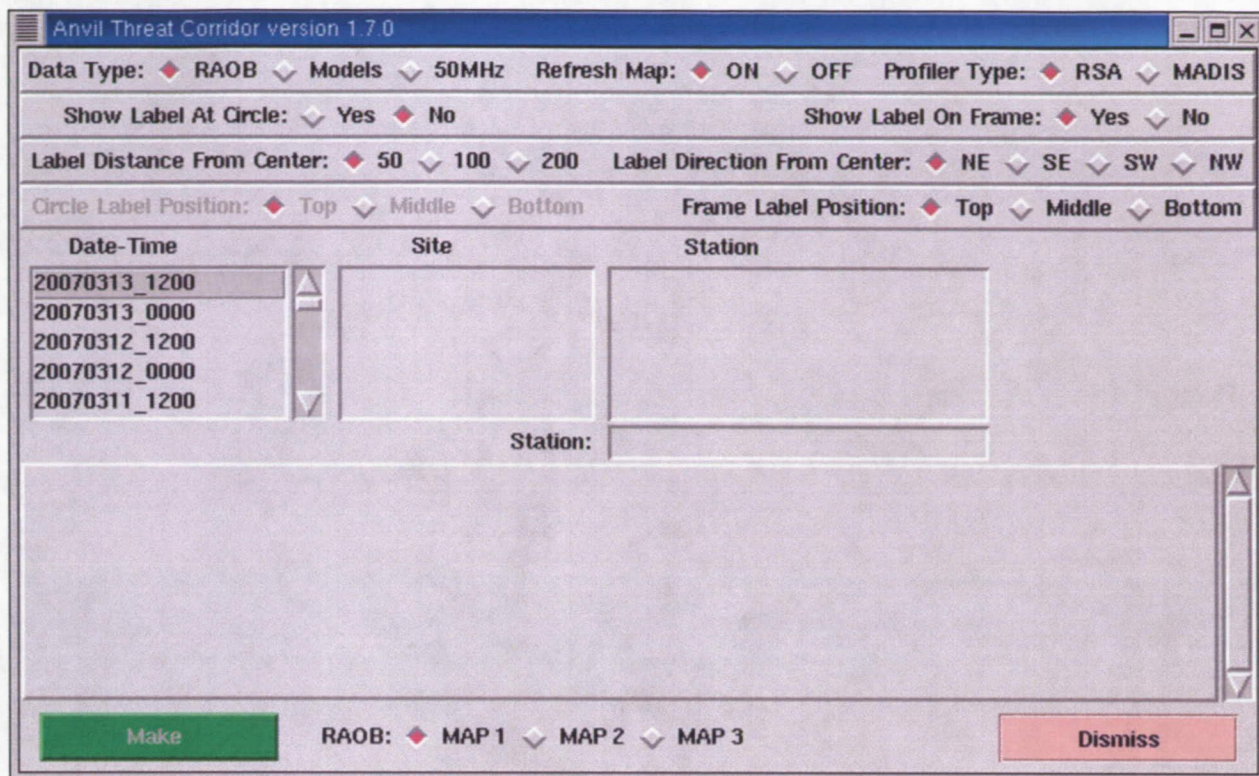 Anvil Threat Corridor version 1.7.0
Data Type: RAOB Models 50MHz Refresh Map: ON OFF Profiler Type: RSA MADIS
Show Label At Circle: Yes No Show Label On Frame: Yes No
Label Distance From Center: 50 100 200 Label Direction From Center: NE SE SW NW
Circle Label Position: Top Middle Bottom Frame Label Position: Top Middle Bottom
Date-Time Site Station
20070313_1200
20070313_0000
20070312_1200
20070312_0000
20070311_1200
Station:
Make RAOB: MAP 1 MAP 2 MAP 3 Dismiss